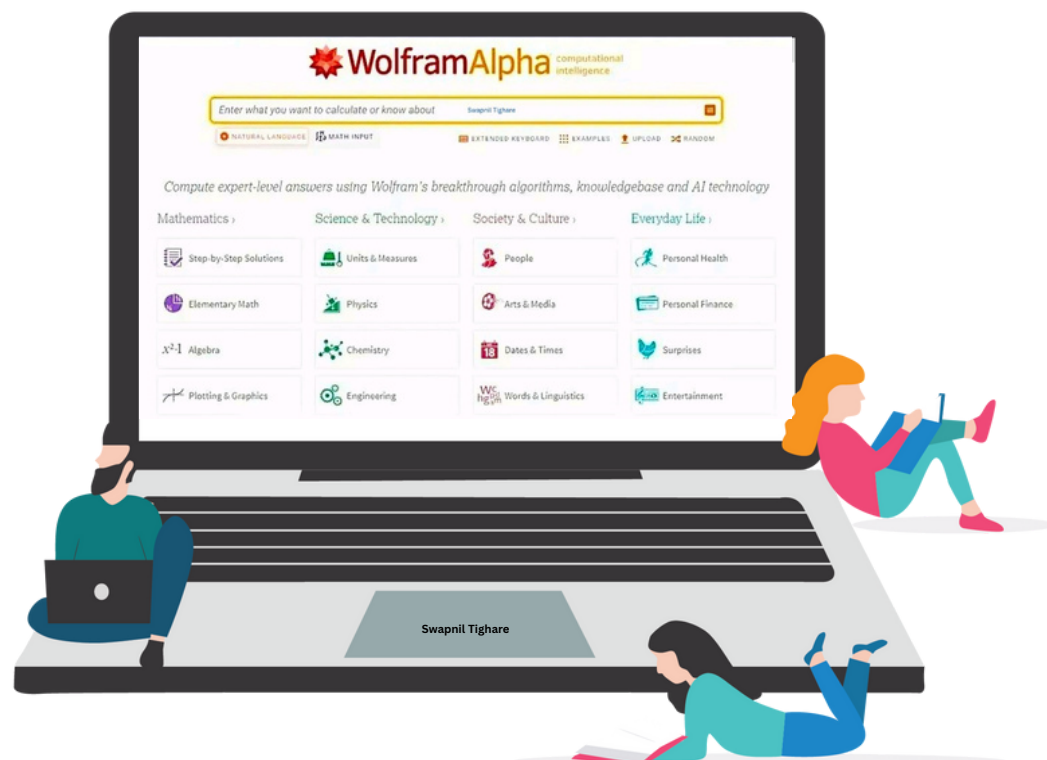 WolframAlpha computational intelligence
Enter what you want to calculate or know about Swapnil Tighare
NATURAL LANGUAGE MATH INPUT EXTENDED KEYBOARD EXAMPLES UPLOAD RANDOM
Compute expert-level answers using Wolfram's breakthrough algorithms, knowledgebase and AI technology
Mathematics › Science & Technology › Society & Culture › Everyday Life ›
Step-by-Step Solutions Units & Measures People Personal Health
Elementary Math Physics Arts & Media Personal Finance
x²-1 Algebra Chemistry 18 Dates & Times Surprises
Plotting & Graphics Engineering Words & Linguistics Entertainment
Swapnil Tighare